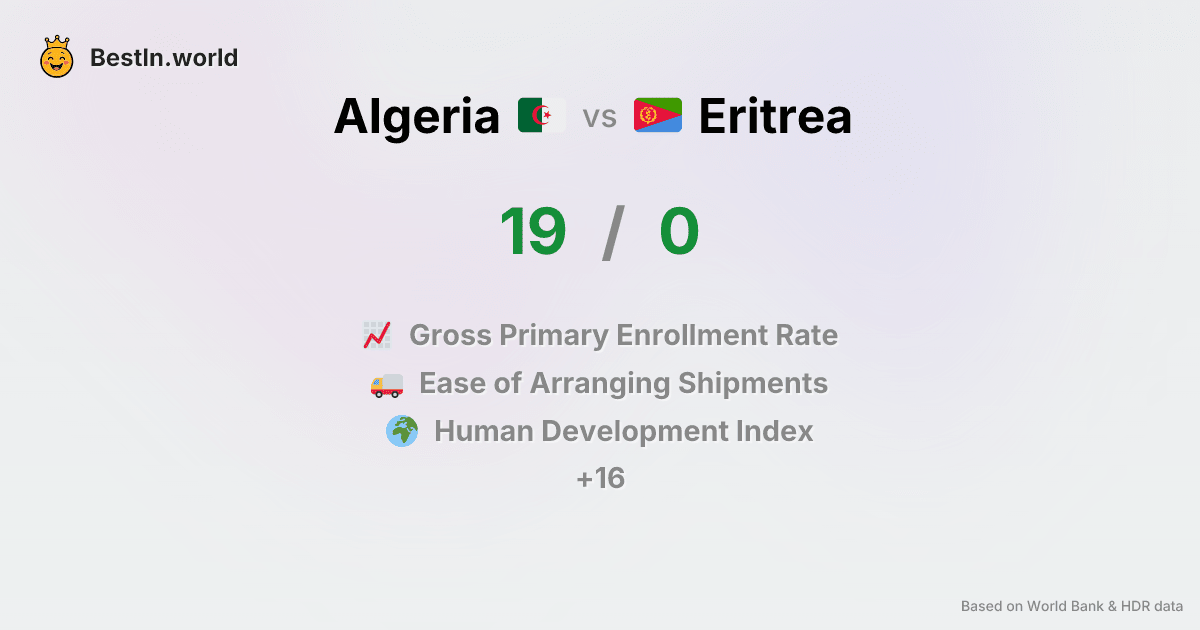 BestIn.world
Algeria vs Eritrea
19 / 0
Gross Primary Enrollment Rate
Ease of Arranging Shipments
Human Development Index
+16
Based on World Bank & HDR data